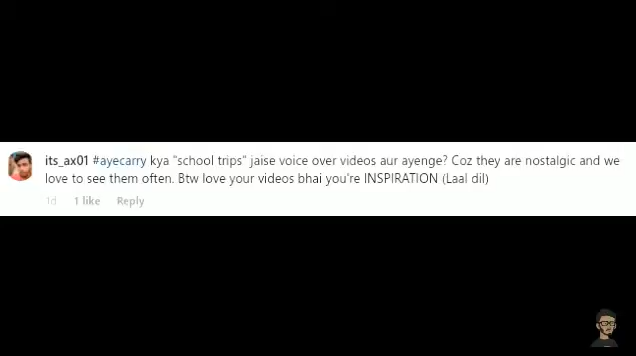 its_ax01 #ayecarry kya "school trips" jaise voice over videos aur ayenge? Coz they are nostalgic and we
love to see them often. Btw love your videos bhai you're INSPIRATION (Laal dil)
1d 1 like Reply